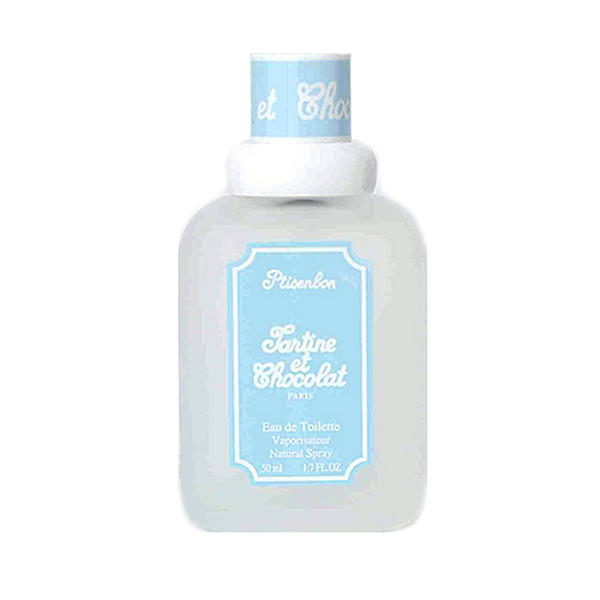 et Choc
Ptisenbon
Tartine
et
Chocolat
PARIS
Eau de Toilette
Vaporisateur
Natural Spray
50 ml 1.7 FL.OZ